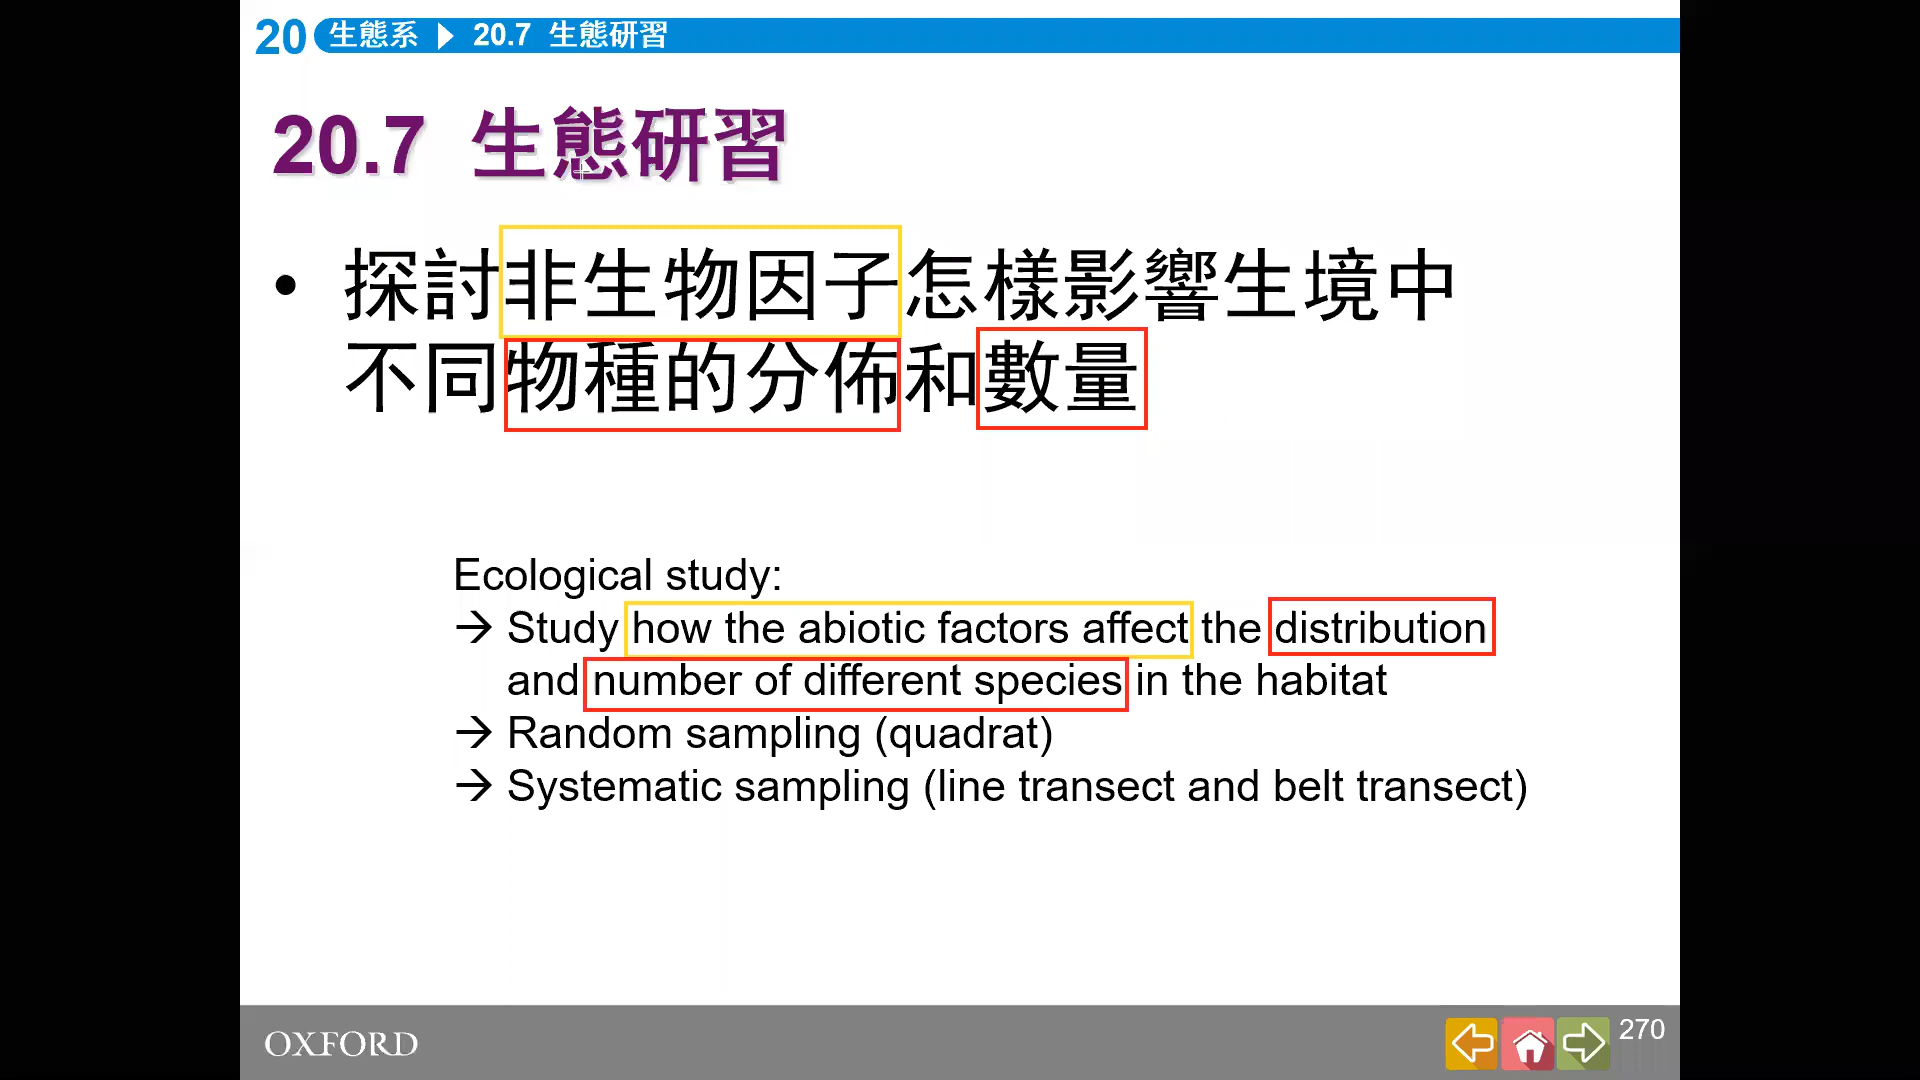 20 生態系 ▶ 20.7 生態研習
20.7 生態研習
• 探討非生物因子怎樣影響生境中
不同物種的分佈和數量
Ecological study:
→ Study how the abiotic factors affect the distribution
and number of different species in the habitat
→ Random sampling (quadrat)
→ Systematic sampling (line transect and belt transect)
OXFORD
270